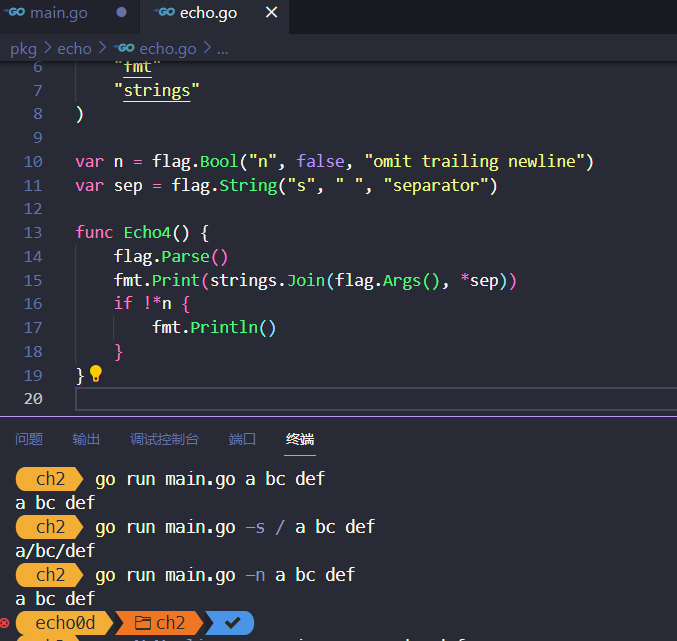 GO main.go
GO echo.go
pkg > echo > GO echo.go > ...
6 "fmt"
7 "strings"
8 )
9
10 var n = flag.Bool("n", false, "omit trailing newline")
11 var sep = flag.String("s", " ", "separator")
12
13 func Echo4() {
14 flag.Parse()
15 fmt.Print(strings.Join(flag.Args(), *sep))
16 if !*n {
17 fmt.Println()
18 }
19 }
20
问题 输出 调试控制台 端口 终端
ch2 go run main.go a bc def
a bc def
ch2 go run main.go -s / a bc def
a/bc/def
ch2 go run main.go -n a bc def
a bc def
echo0d ch2